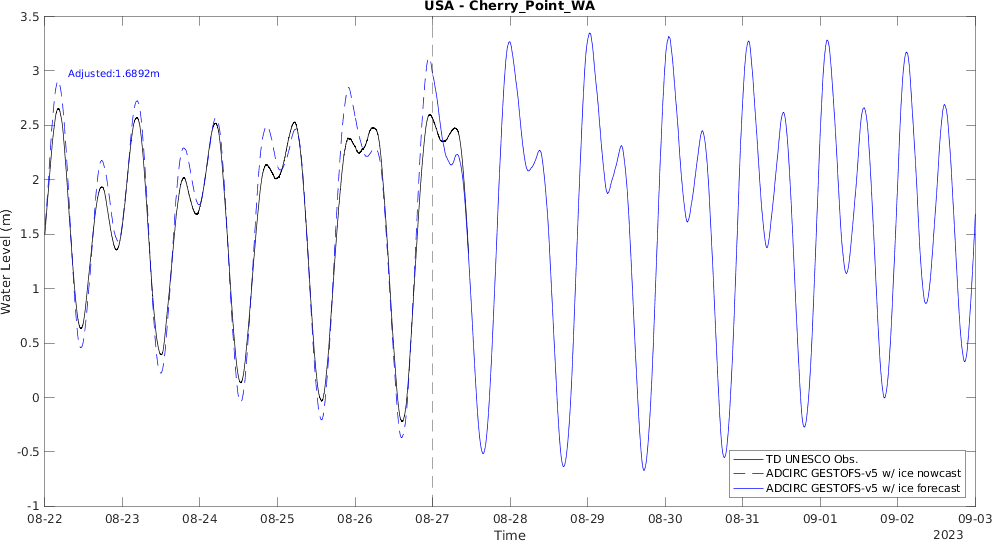 USA - Cherry_Point_WA
Adjusted:1.6892m
Water Level (m)
3.5
3
2.5
2
1.5
1
0.5
0
-0.5
-1
TD UNESCO Obs.
ADCIRC GESTOFS-v5 w/ ice nowcast
ADCIRC GESTOFS-v5 w/ ice forecast
08-22 08-23 08-24 08-25 08-26 08-27 08-28 08-29 08-30 08-31 09-01 09-02 09-03
Time
2023